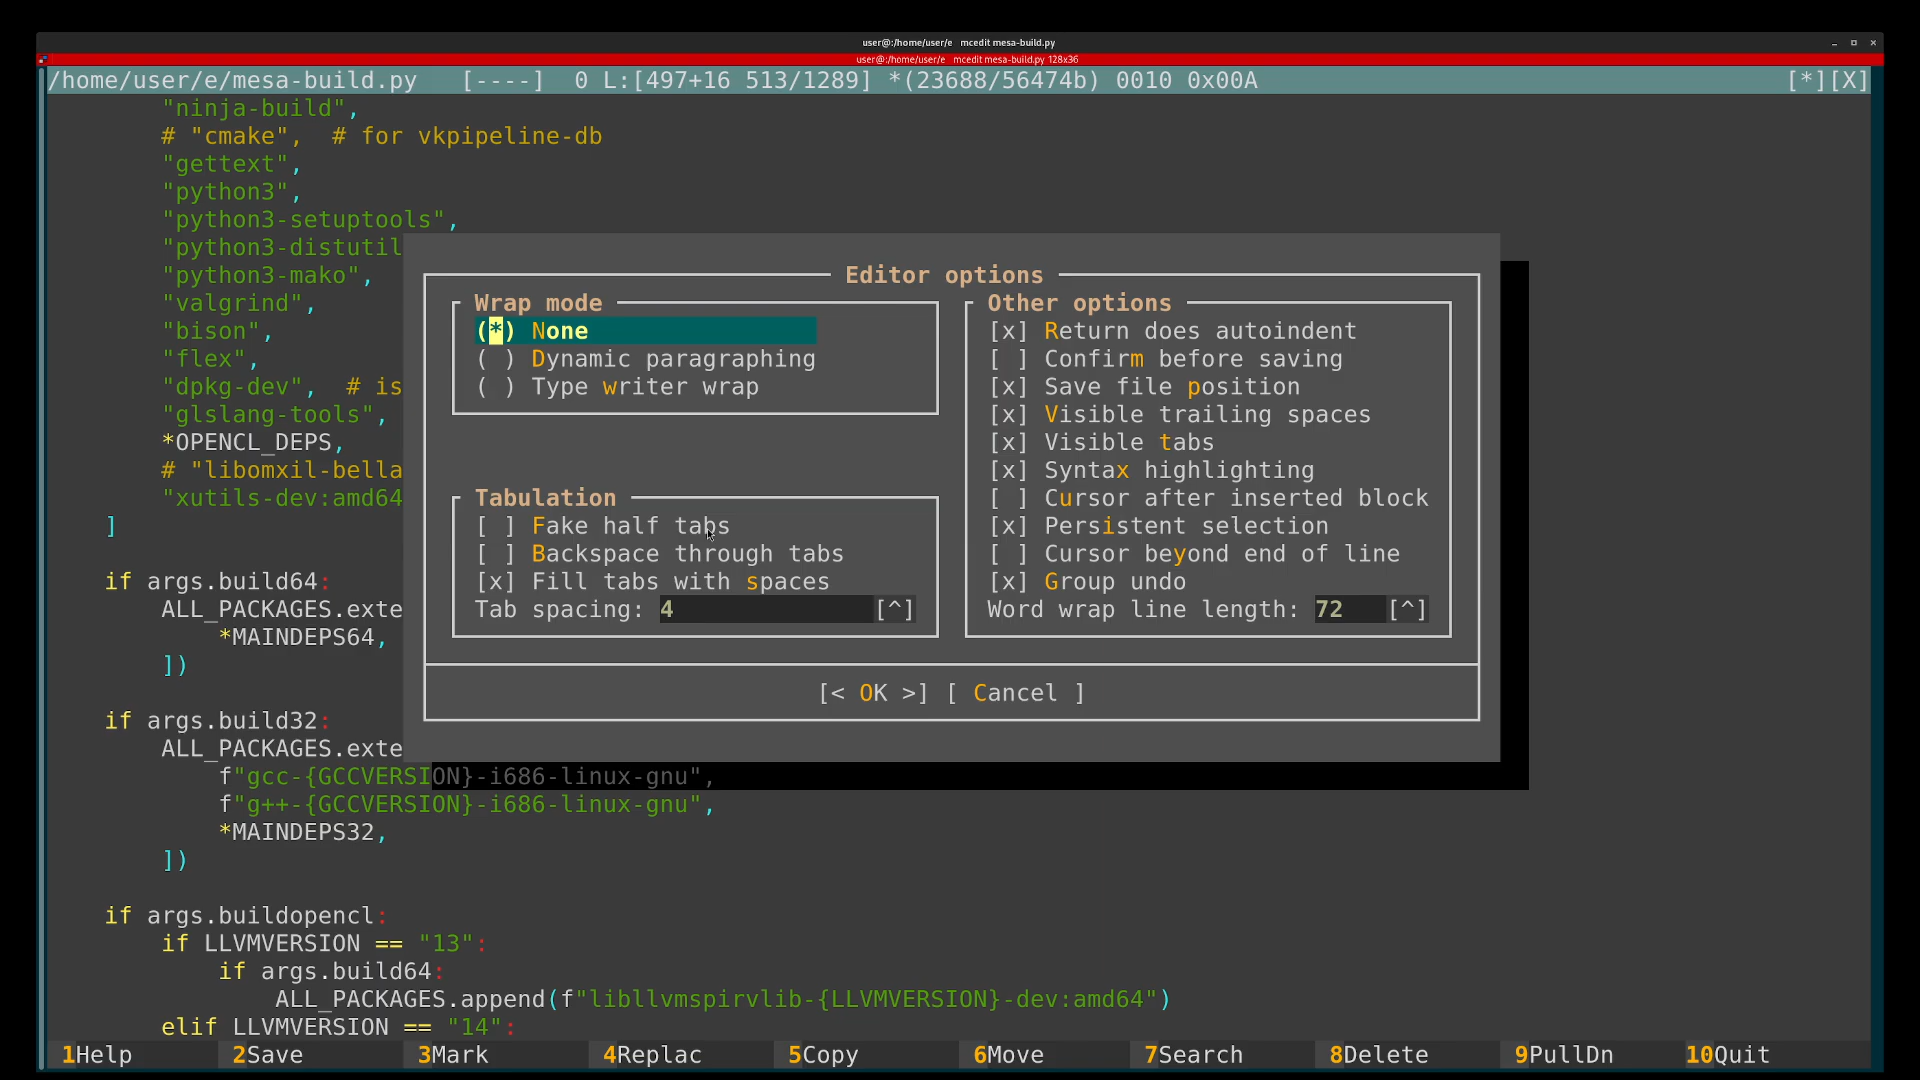 user@:/home/user/e   mcedit mesa-build.py
user@:/home/user/e   mcedit mesa-build.py 128x36
/home/user/e/mesa-build.py   [----]  0 L:[497+16 513/1289] *(23688/56474b) 0010 0x00A   [*][X]
"ninja-build",
# "cmake",  # for vkpipeline-db
"gettext",
"python3",
"python3-setuptools",
"python3-distutil
"python3-mako",
"valgrind",
"bison",
"flex",
"dpkg-dev",  # is
"glslang-tools",
*OPENCL_DEPS,
# "libomxil-bella
"xutils-dev:amd64
]
if args.build64:
ALL_PACKAGES.exte
*MAINDEPS64,
])
if args.build32:
ALL_PACKAGES.exte
f"gcc-{GCCVERSION}-i686-linux-gnu",
f"g++-{GCCVERSION}-i686-linux-gnu",
*MAINDEPS32,
])
if args.buildopencl:
if LLVMVERSION == "13":
if args.build64:
ALL_PACKAGES.append(f"libllvmspirvlib-{LLVMVERSION}-dev:amd64")
elif LLVMVERSION == "14":
Editor options
Wrap mode
(*) None
( ) Dynamic paragraphing
( ) Type writer wrap
Tabulation
[ ] Fake half tabs
[ ] Backspace through tabs
[x] Fill tabs with spaces
Tab spacing: 4 [^]
Other options
[x] Return does autoindent
[ ] Confirm before saving
[x] Save file position
[x] Visible trailing spaces
[x] Visible tabs
[x] Syntax highlighting
[ ] Cursor after inserted block
[x] Persistent selection
[ ] Cursor beyond end of line
[x] Group undo
Word wrap line length: 72 [^]
[< OK >] [ Cancel ]
1Help 2Save 3Mark 4Replac 5Copy 6Move 7Search 8Delete 9PullDn 10Quit